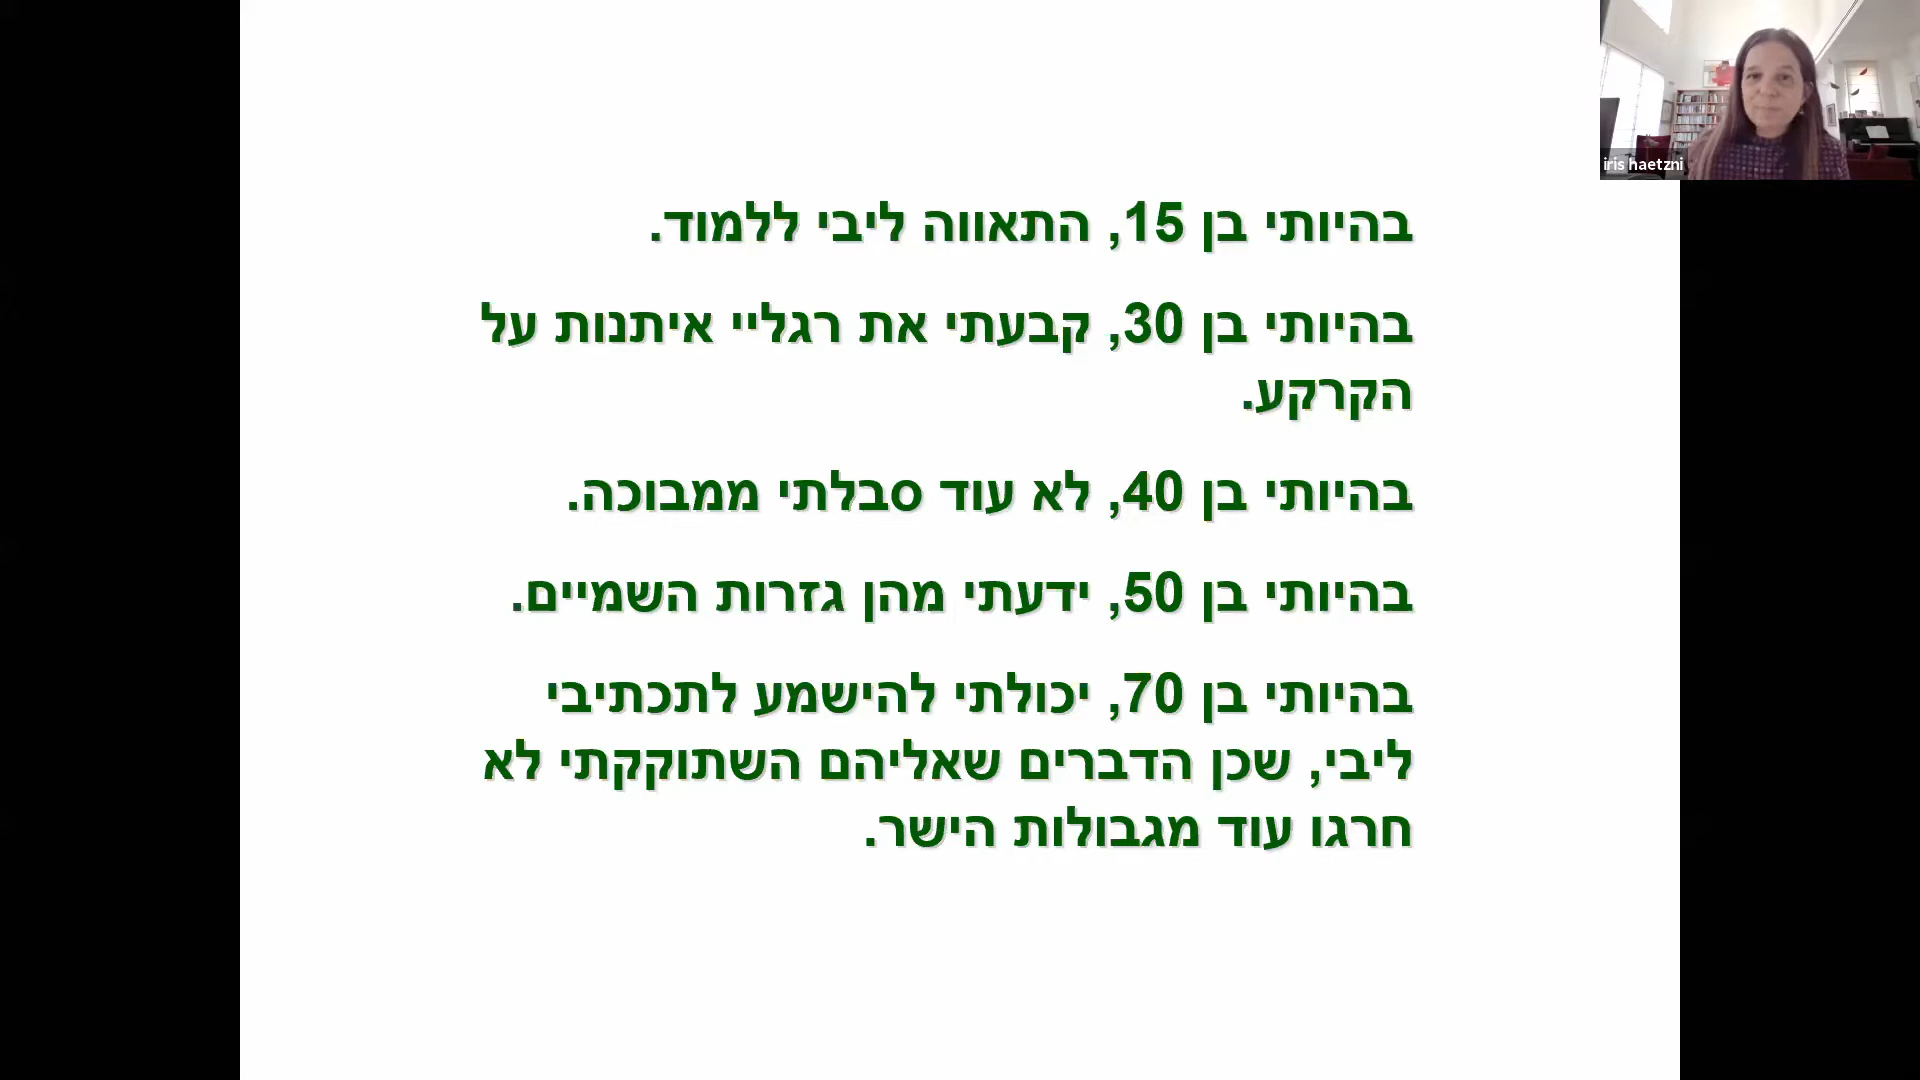 בהיותי בן 15, התאווה ליבי ללמוד.
בהיותי בן 30, קבעתי את רגליי איתנות על
הקרקע.
בהיותי בן 40, לא עוד סבלתי ממבוכה.
בהיותי בן 50, ידעתי מהן גזרות השמיים.
בהיותי בן 70, יכולתי להישמע לתכתיבי
ליבי, שכן הדברים שאליהם השתוקקתי לא
חרגו עוד מגבולות הישר.
iris haetzni